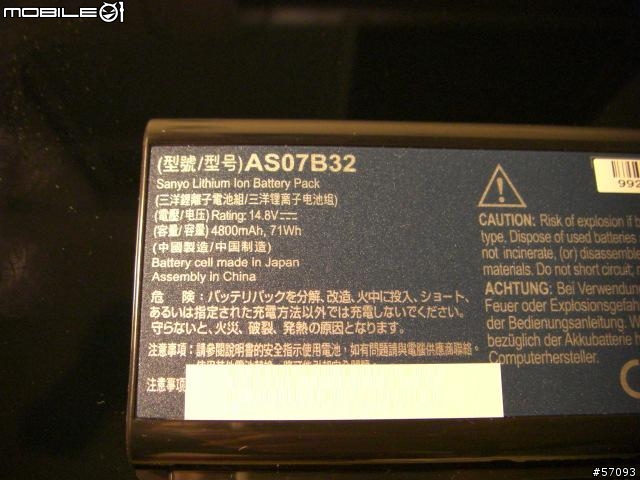 MOBILE01
(型號/型号) AS07B32
Sanyo Lithium Ion Battery Pack
(三洋鋰離子電池組/三洋锂离子电池组)
(電壓/电压) Rating: 14.8V
(容量/容量) 4800mAh, 71Wh
(中國製造/中国制造)
Battery cell made in Japan
Assembly in China
危 険：バッテリパックを分解、改造、火中に投入、ショート、
あるいは指定された充電方法以外では充電しないでください。
守らないと、火災、破裂、発熱の原因となります。
注意事項：請參閱說明書的安全指示使用電池，如有問題請與電腦供應商聯絡。
注意事项
992
CAUTION: Risk of explosion if b
type, Dispose of used batteries
not incinerate, (or) disassemble
materials. Do not short circuit,
ACHTUNG: Bei Verwendun
Feuer oder Explosionsgefah
der Bedienungsanleitung. W
bezüglich der Akkubatterie h
Computerhersteller.
#57093